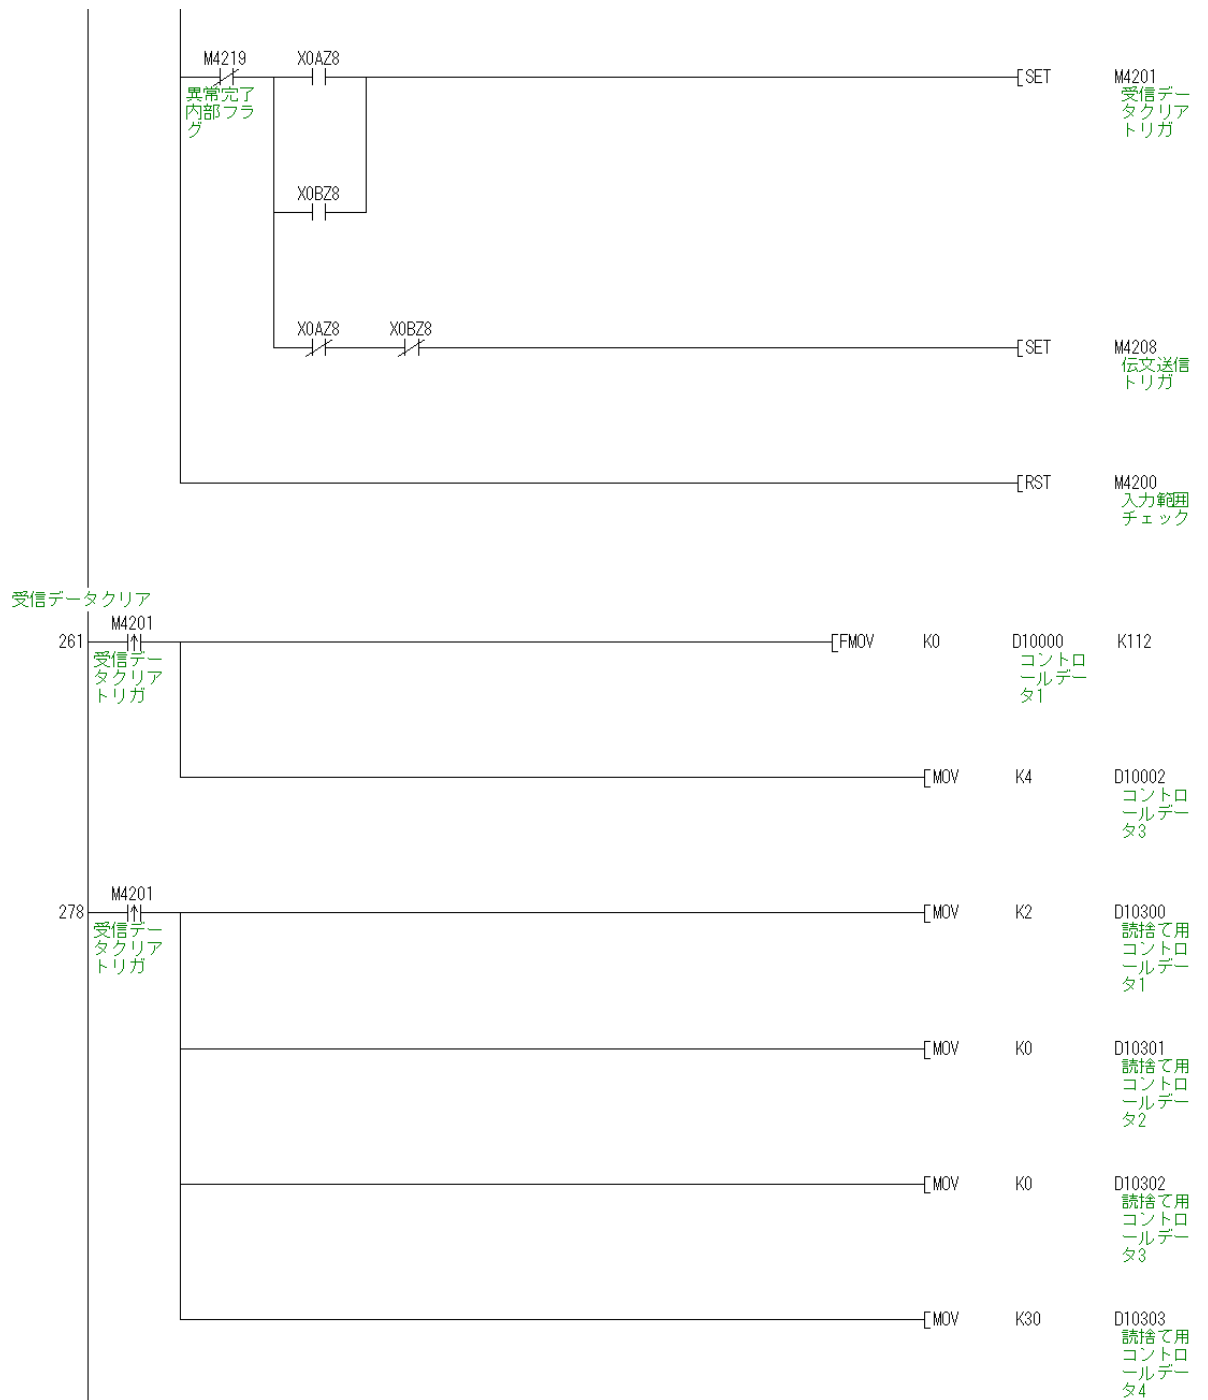 M4219 X0AZ8
[SET M4201
異常完了
内部フラ
グ
受信デー
タクリア
トリガ
X0BZ8
X0AZ8 X0BZ8
[SET M4208
伝文送信
トリガ
[RST M4200
入力範囲
チェック
受信データクリア
M4201
261 [FMOV K0 D10000 K112
受信デー
タクリア
トリガ
コントロ
ールデー
タ1
[MOV K4 D10002
コントロ
ールデー
タ3
M4201
278 [MOV K2 D10300
受信デー
タクリア
トリガ
読捨て用
コントロ
ールデー
タ1
[MOV K0 D10301
読捨て用
コントロ
ールデー
タ2
[MOV K0 D10302
読捨て用
コントロ
ールデー
タ3
[MOV K30 D10303
読捨て用
コントロ
ールデー
タ4